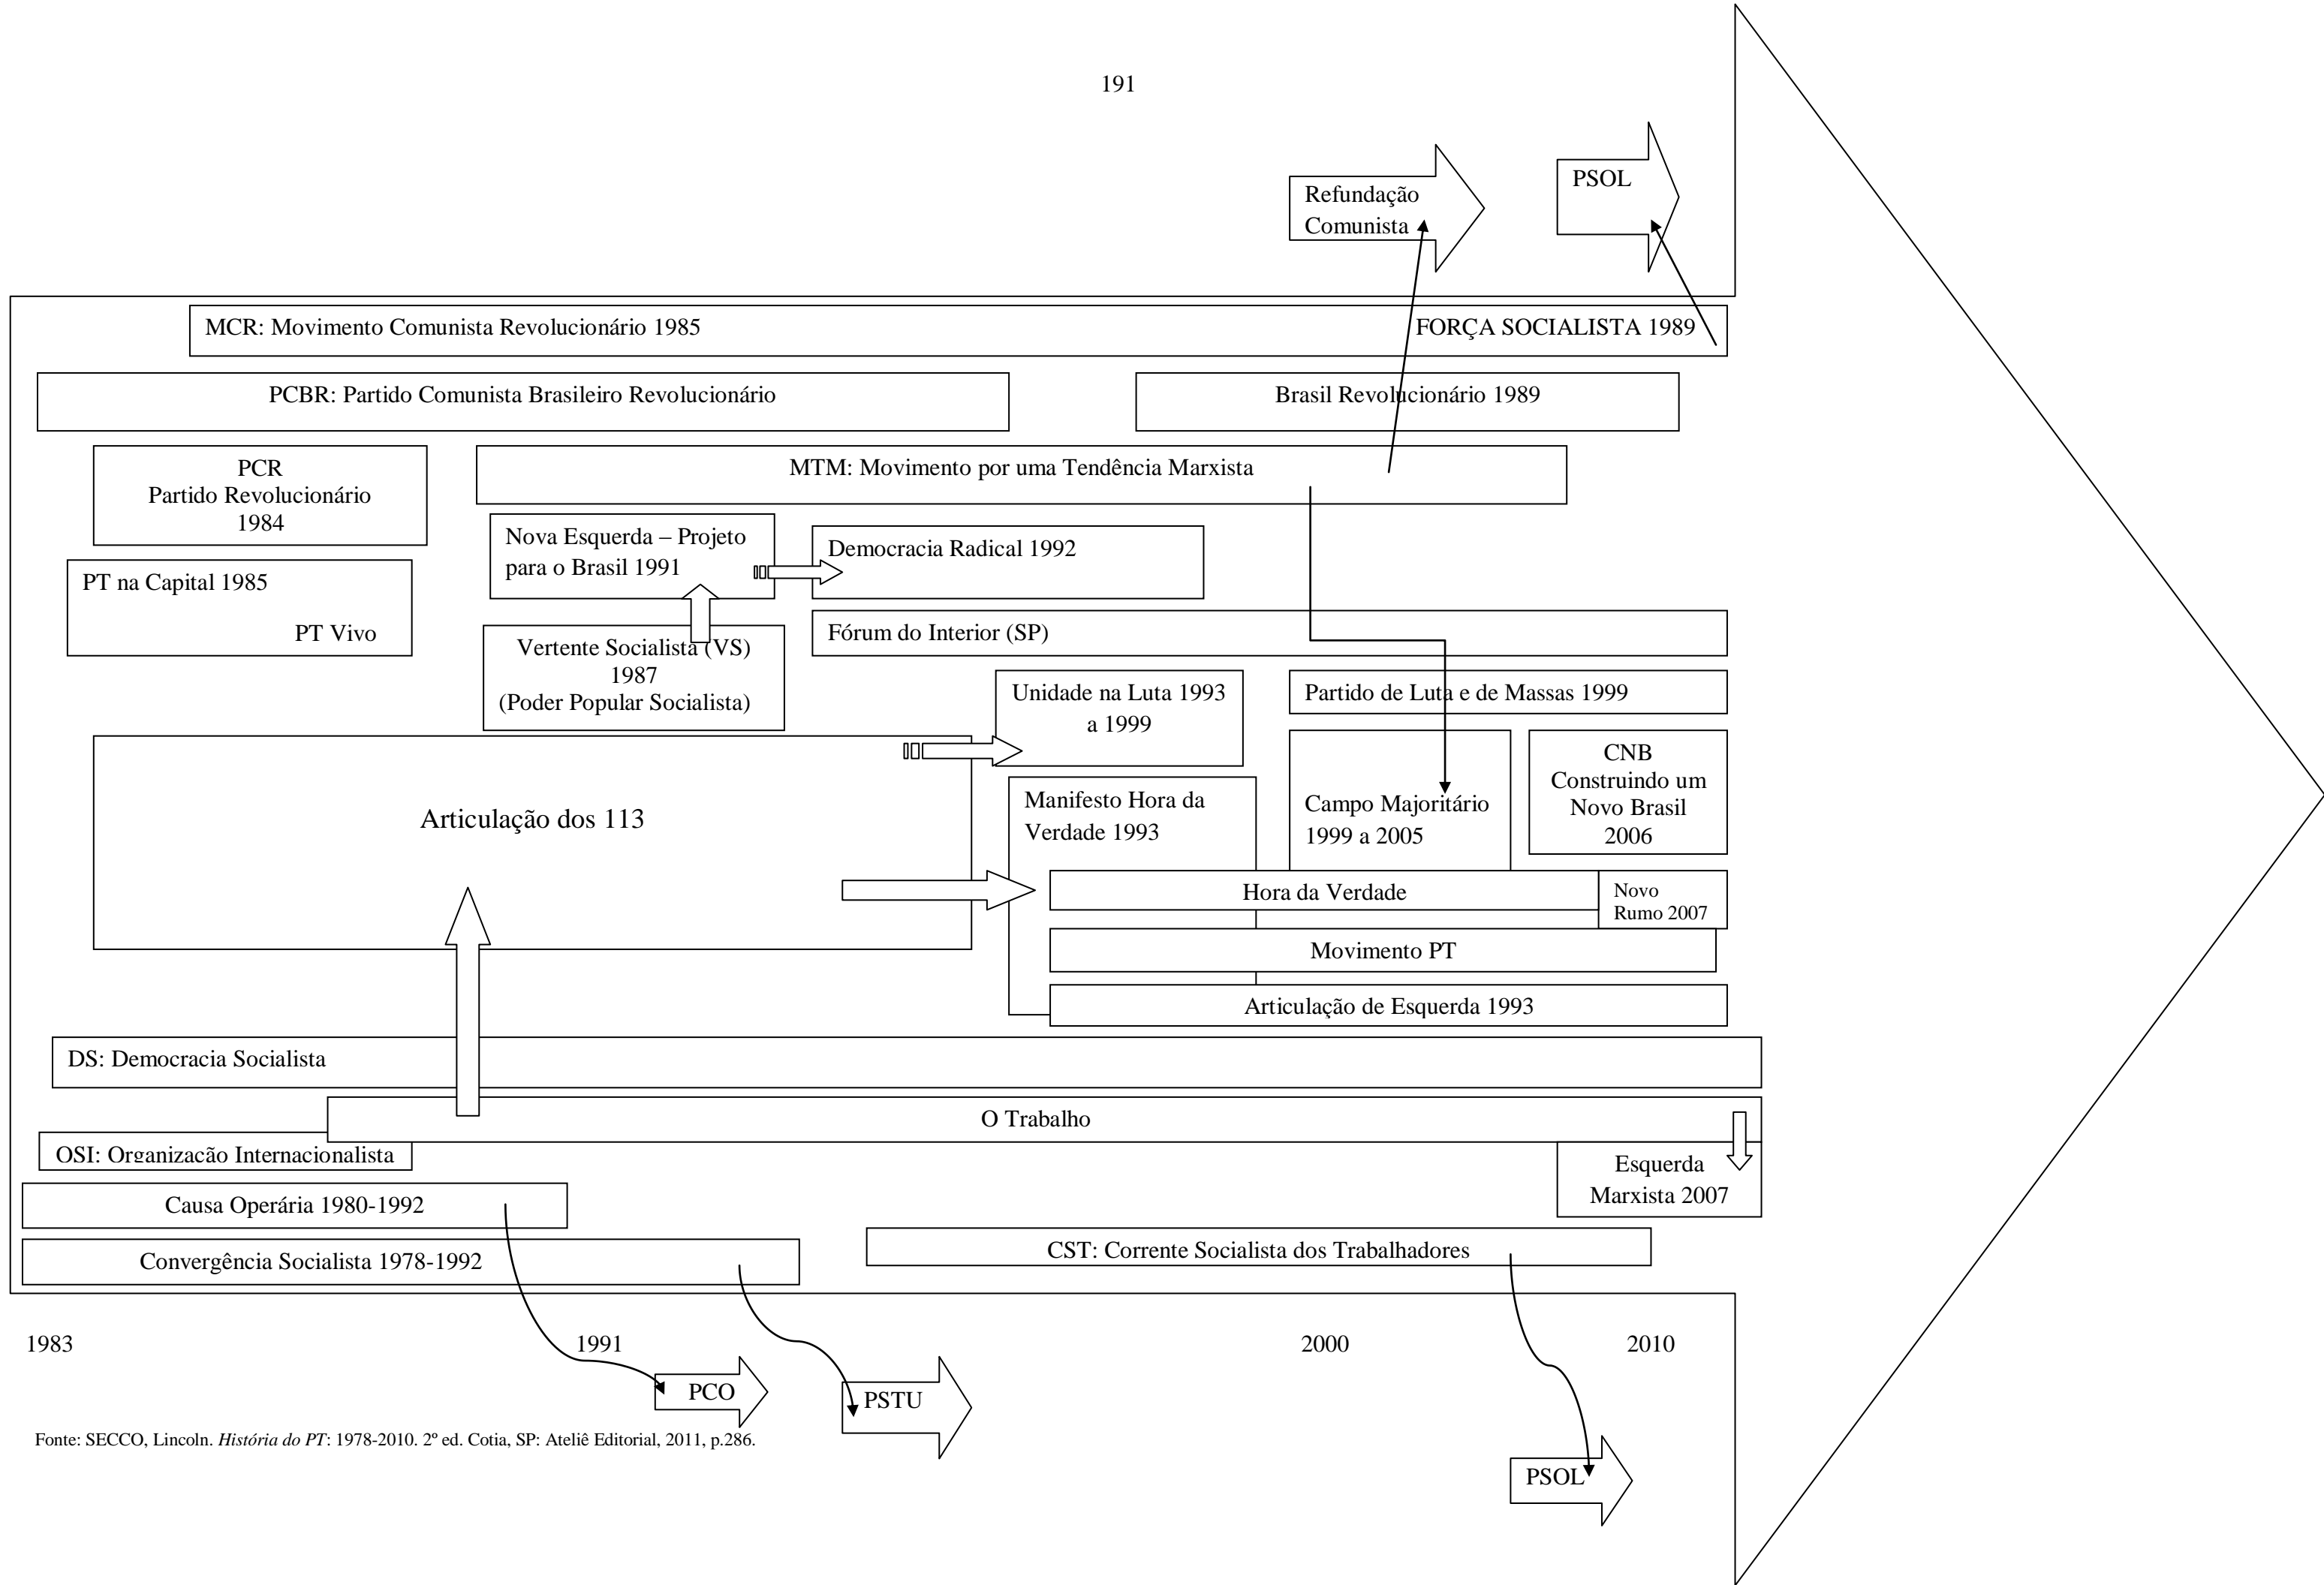 191
Refundação
Comunista
PSOL
MCR: Movimento Comunista Revolucionário 1985
FORÇA SOCIALISTA 1989
PCBR: Partido Comunista Brasileiro Revolucionário
Brasil Revolucionário 1989
PCR
Partido Revolucionário
1984
MTM: Movimento por uma Tendência Marxista
Nova Esquerda – Projeto
para o Brasil 1991
Democracia Radical 1992
PT na Capital 1985
PT Vivo
Vertente Socialista (VS)
1987
(Poder Popular Socialista)
Fórum do Interior (SP)
Unidade na Luta 1993
a 1999
Partido de Luta e de Massas 1999
Articulação dos 113
Manifesto Hora da
Verdade 1993
Campo Majoritário
1999 a 2005
CNB
Construindo um
Novo Brasil
2006
Hora da Verdade
Novo
Rumo 2007
Movimento PT
Articulação de Esquerda 1993
DS: Democracia Socialista
O Trabalho
OSI: Organização Internacionalista
Esquerda
Marxista 2007
Causa Operária 1980-1992
Convergência Socialista 1978-1992
CST: Corrente Socialista dos Trabalhadores
1983
1991
2000
2010
PCO
PSTU
PSOL
Fonte: SECCO, Lincoln. História do PT: 1978-2010. 2º ed. Cotia, SP: Ateliê Editorial, 2011, p.286.